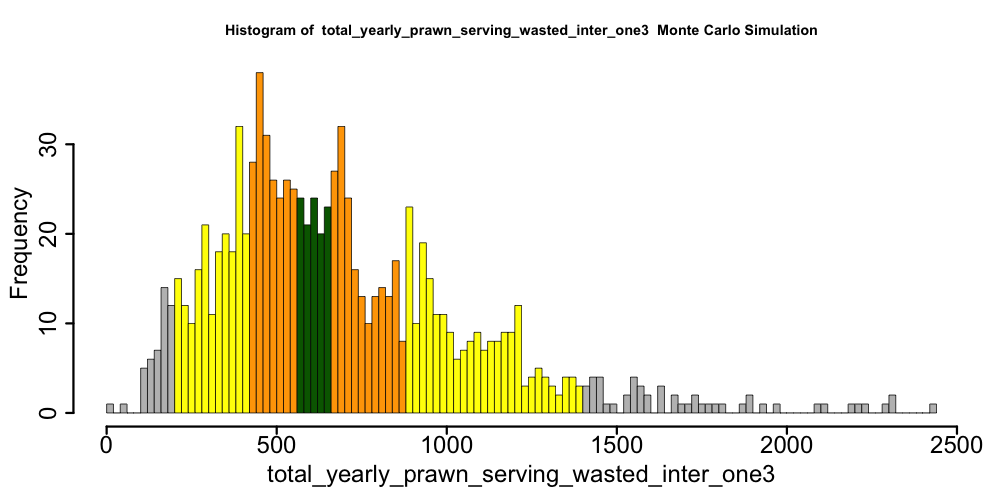 Histogram of  total_yearly_prawn_serving_wasted_inter_one3  Monte Carlo Simulation
Frequency
30
20
10
0
0 500 1000 1500 2000 2500
total_yearly_prawn_serving_wasted_inter_one3